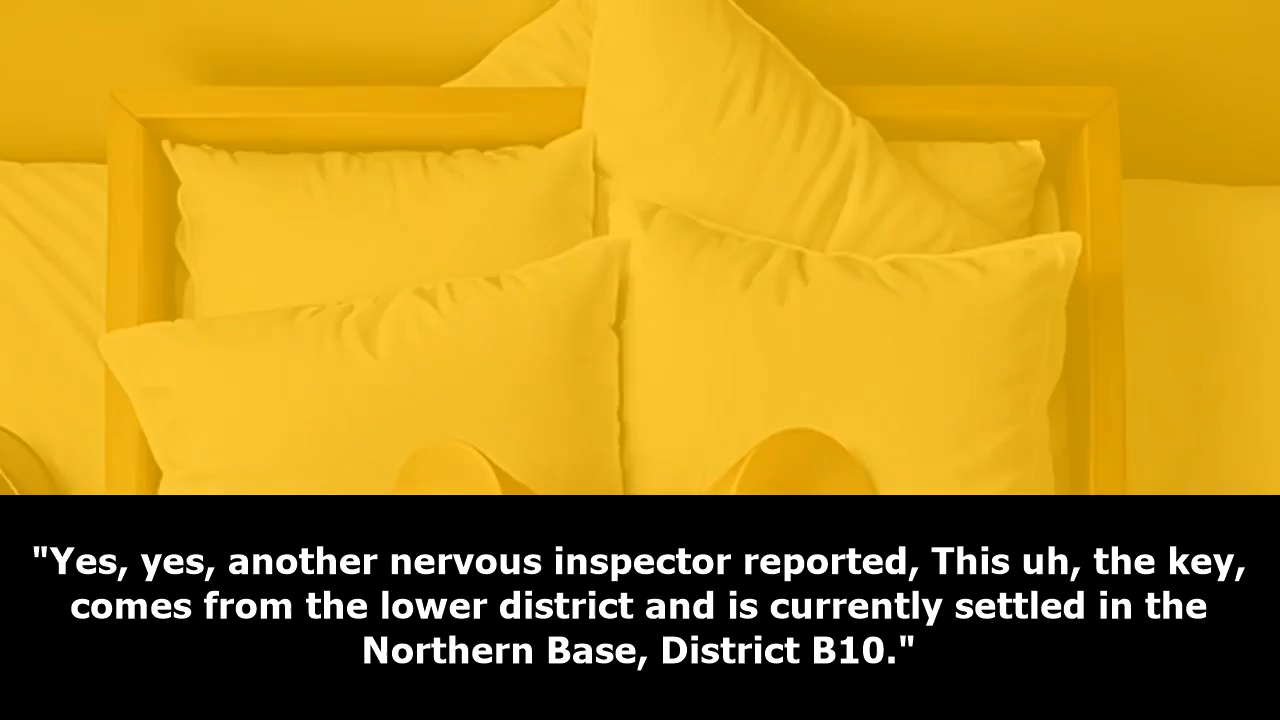 "Yes, yes, another nervous inspector reported, This uh, the key,
comes from the lower district and is currently settled in the
Northern Base, District B10."